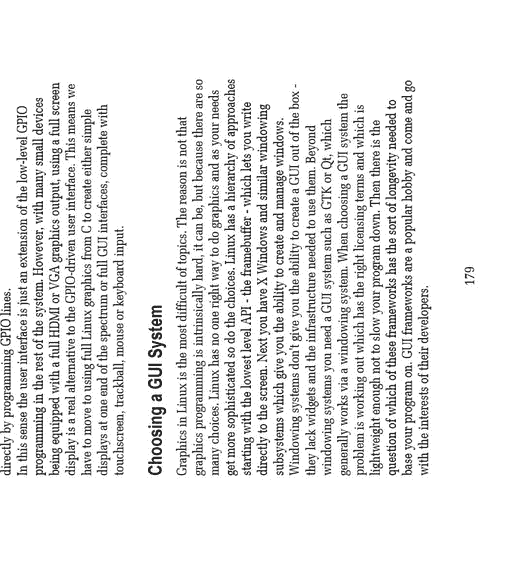 directly by programming GPIO lines.
In this sense the user interface is just an extension of the low-level GPIO
programming in the rest of the system. However, with many small devices
being equipped with a full HDMI or VGA graphics output, using a full screen
display is a real alternative to the GPIO-driven user interface. This means we
have to move to using full Linux graphics from C to create either simple
displays at one end of the spectrum or full GUI interfaces, complete with
touchscreen, trackball, mouse or keyboard input.
Choosing a GUI System
Graphics in Linux is the most difficult of topics. The reason is not that
graphics programming is intrinsically hard, it can be, but because there are so
many choices. Linux has no one right way to do graphics and as your needs
get more sophisticated so do the choices. Linux has a hierarchy of approaches
starting with the lowest level API - the framebuffer - which lets you write
directly to the screen. Next you have X Windows and similar windowing
subsystems which give you the ability to create and manage windows.
Windowing systems don't give you the ability to create a GUI out of the box -
they lack widgets and the infrastructure needed to use them. Beyond
windowing systems you need a GUI system such as GTK or Qt, which
generally works via a windowing system. When choosing a GUI system the
problem is working out which has the right licensing terms and which is
lightweight enough not to slow your program down. Then there is the
question of which of these frameworks has the sort of longevity needed to
base your program on. GUI frameworks are a popular hobby and come and go
with the interests of their developers.
179